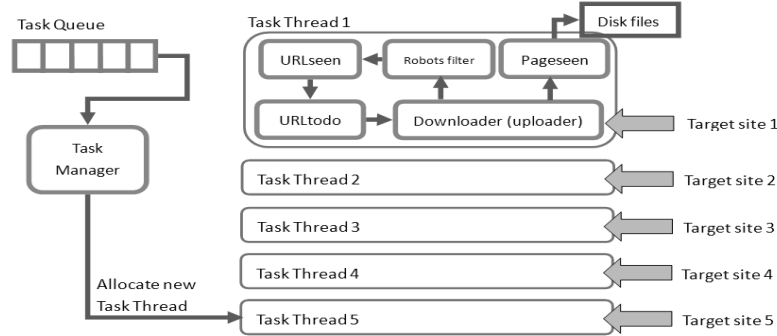 Task Queue
Task Thread 1
Disk files
URLseen
Robots filter
Pageseen
URLtodo
Downloader (uploader)
Target site 1
Task
Manager
Task Thread 2
Target site 2
Task Thread 3
Target site 3
Task Thread 4
Target site 4
Allocate new
Task Thread
Task Thread 5
Target site 5